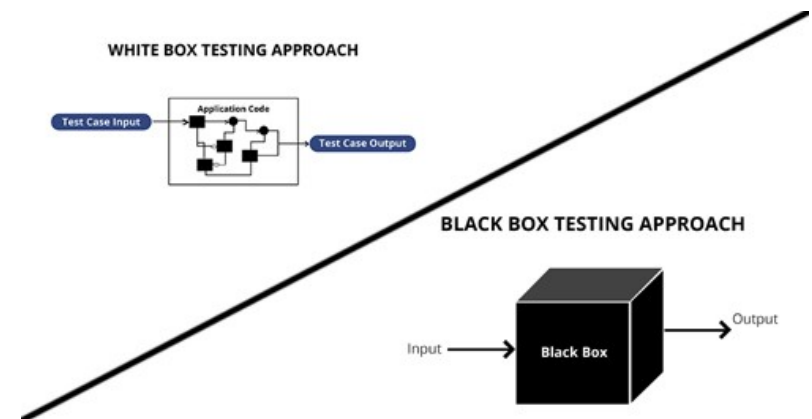 WHITE BOX TESTING APPROACH
Application Code
Test Case Input
Test Case Output
BLACK BOX TESTING APPROACH
Input
Black Box
Output